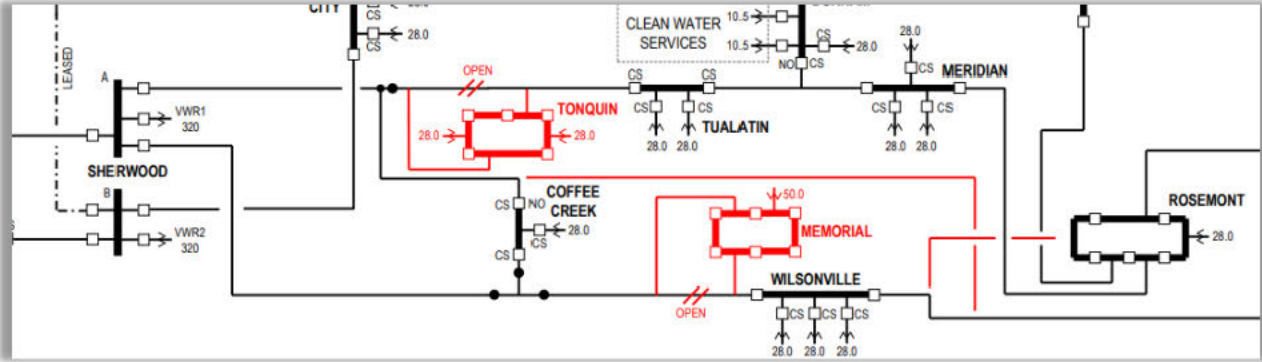 CITY
CS
28.0
CS
LEASED
CLEAN WATER
SERVICES
10.5
10.5
CS
28.0
NO
CS
28.0
CS
MERIDIAN
A
OPEN
CS
CS
CS
CS
VWR1
320
TONQUIN
28.0
28.0
CS
CS
TUALATIN
28.0
28.0
28.0
28.0
SHERWOOD
B
VWR2
320
COFFEE
CREEK
CS
NO
28.0
CS
CS
50.0
MEMORIAL
ROSEMONT
28.0
WILSONVILLE
OPEN
CS
CS
CS
28.0
28.0
28.0